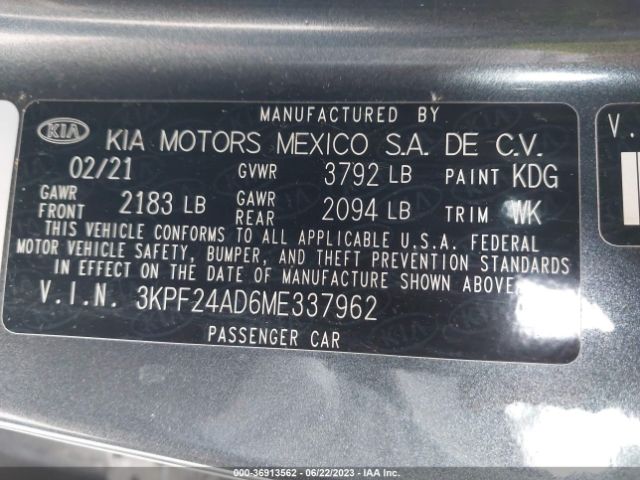 MANUFACTURED BY
KIA KIA MOTORS MEXICO S.A. DE C.V.
02/21 GVWR 3792 LB PAINT KDG
GAWR FRONT 2183 LB GAWR REAR 2094 LB TRIM WK
THIS VEHICLE CONFORMS TO ALL APPLICABLE U.S.A. FEDERAL
MOTOR VEHICLE SAFETY, BUMPER, AND THEFT PREVENTION STANDARDS
IN EFFECT ON THE DATE OF MANUFACTURE SHOWN ABOVE.
V.I.N. 3KPF24AD6ME337962
PASSENGER CAR
V.
000-36913562 - 06/22/2023 - IAA Inc.